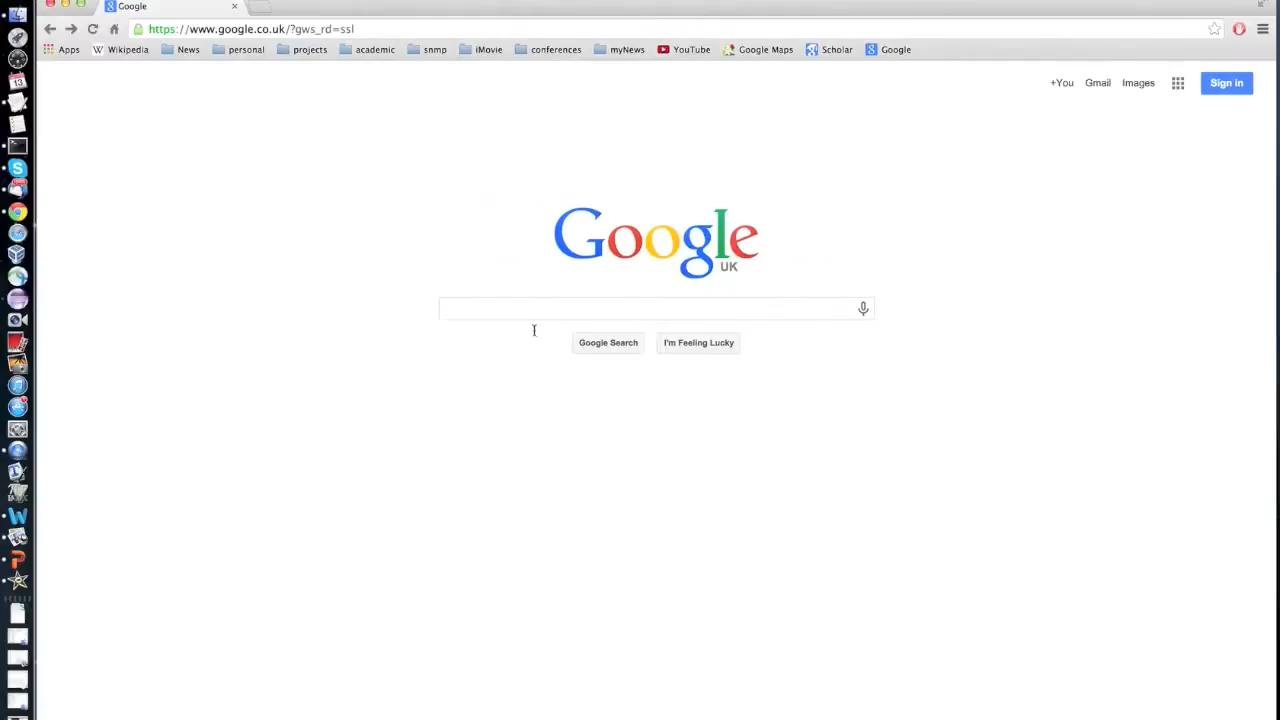 Google
https://www.google.co.uk/?gws_rd=ssl
Apps Wikipedia News personal projects academic snmp iMovie conferences myNews YouTube Google Maps Scholar Google
+You Gmail Images Sign in
Google
UK
Google Search I'm Feeling Lucky
13